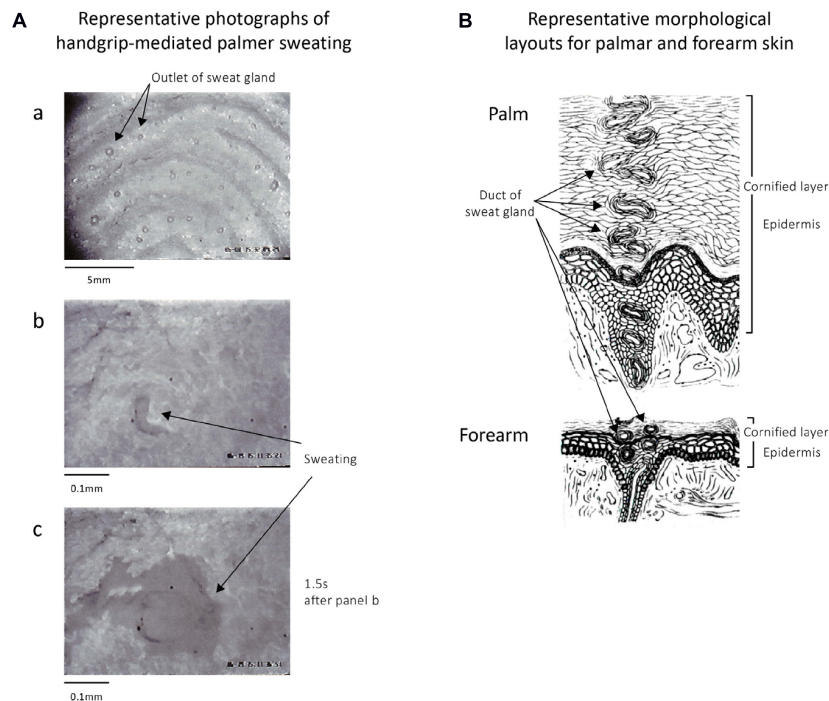 A
Representative photographs of
handgrip-mediated palmer sweating
Outlet of sweat gland
a
5mm
b
0.1mm
Sweating
c
1.5s
after panel b
0.1mm
B
Representative morphological
layouts for palmar and forearm skin
Palm
Cornified layer
Duct of
sweat gland
Epidermis
Forearm
Cornified layer
Epidermis